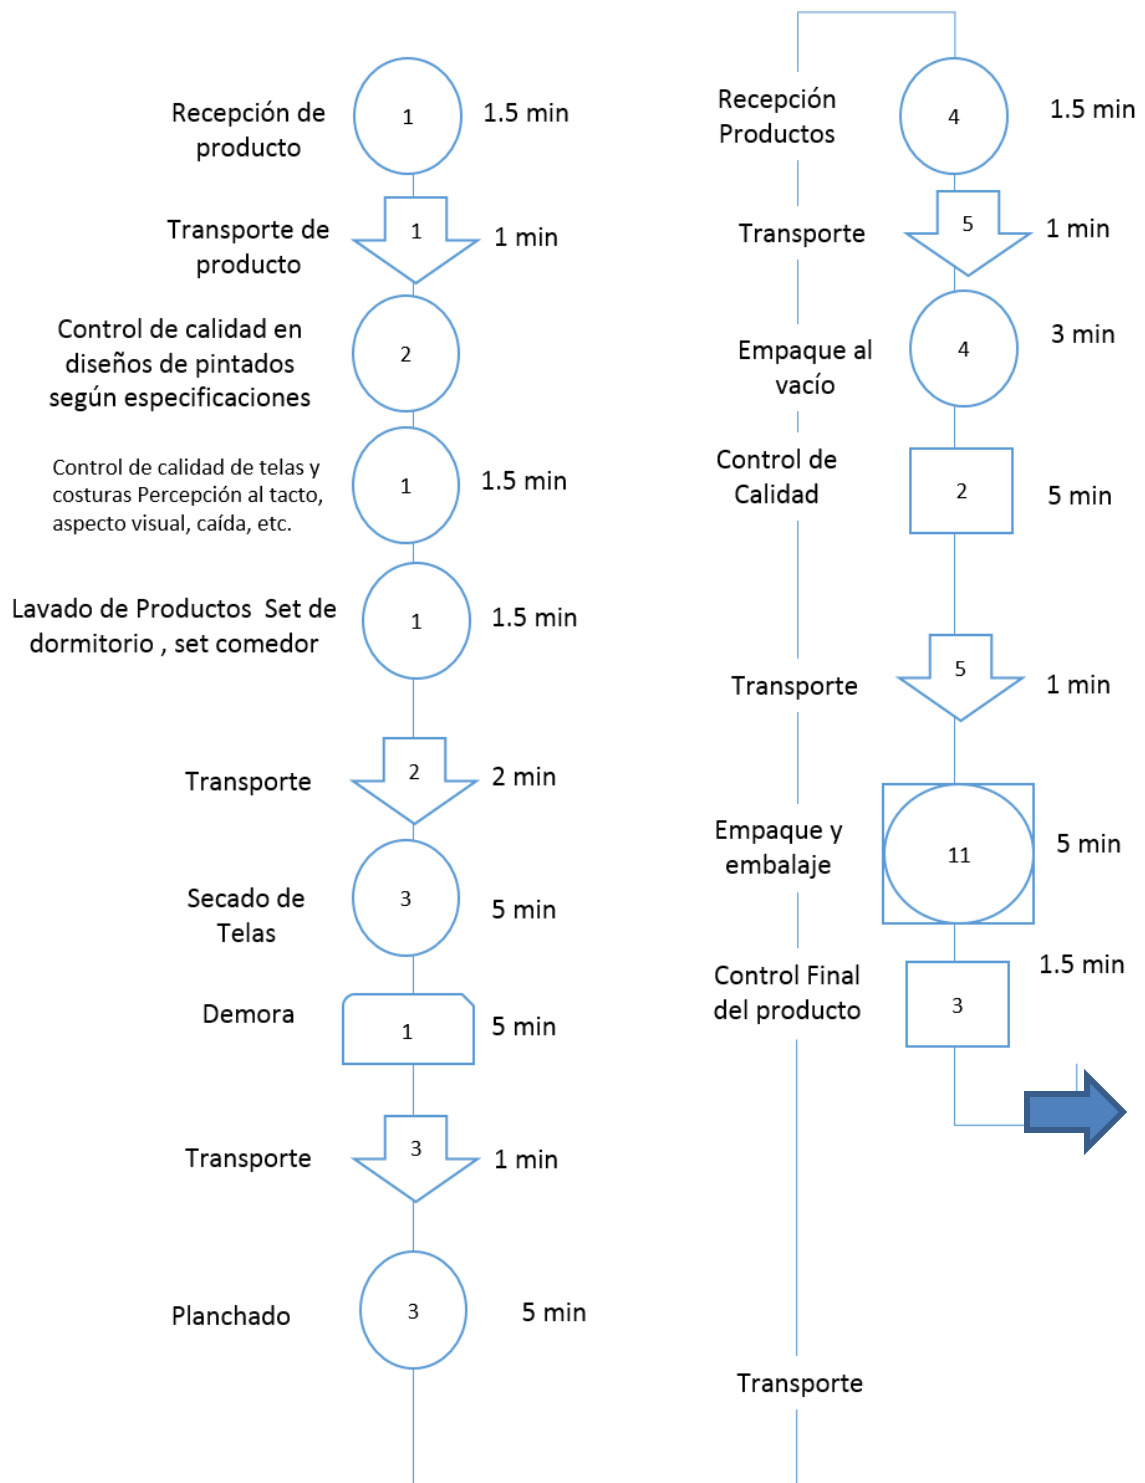 Recepción de
producto
1
1.5 min
Transporte de
producto
1
1 min
Control de calidad en
diseños de pintados
según especificaciones
2
Control de calidad de telas y
costuras Percepción al tacto,
aspecto visual, caída, etc.
1
1.5 min
Lavado de Productos  Set de
dormitorio , set comedor
1
1.5 min
Transporte
2
2 min
Secado de
Telas
3
5 min
Demora
1
5 min
Transporte
3
1 min
Planchado
3
5 min
Recepción
Productos
4
1.5 min
Transporte
5
1 min
Empaque al
vacío
4
3 min
Control de
Calidad
2
5 min
Transporte
5
1 min
Empaque y
embalaje
11
5 min
Control Final
del producto
3
1.5 min
Transporte